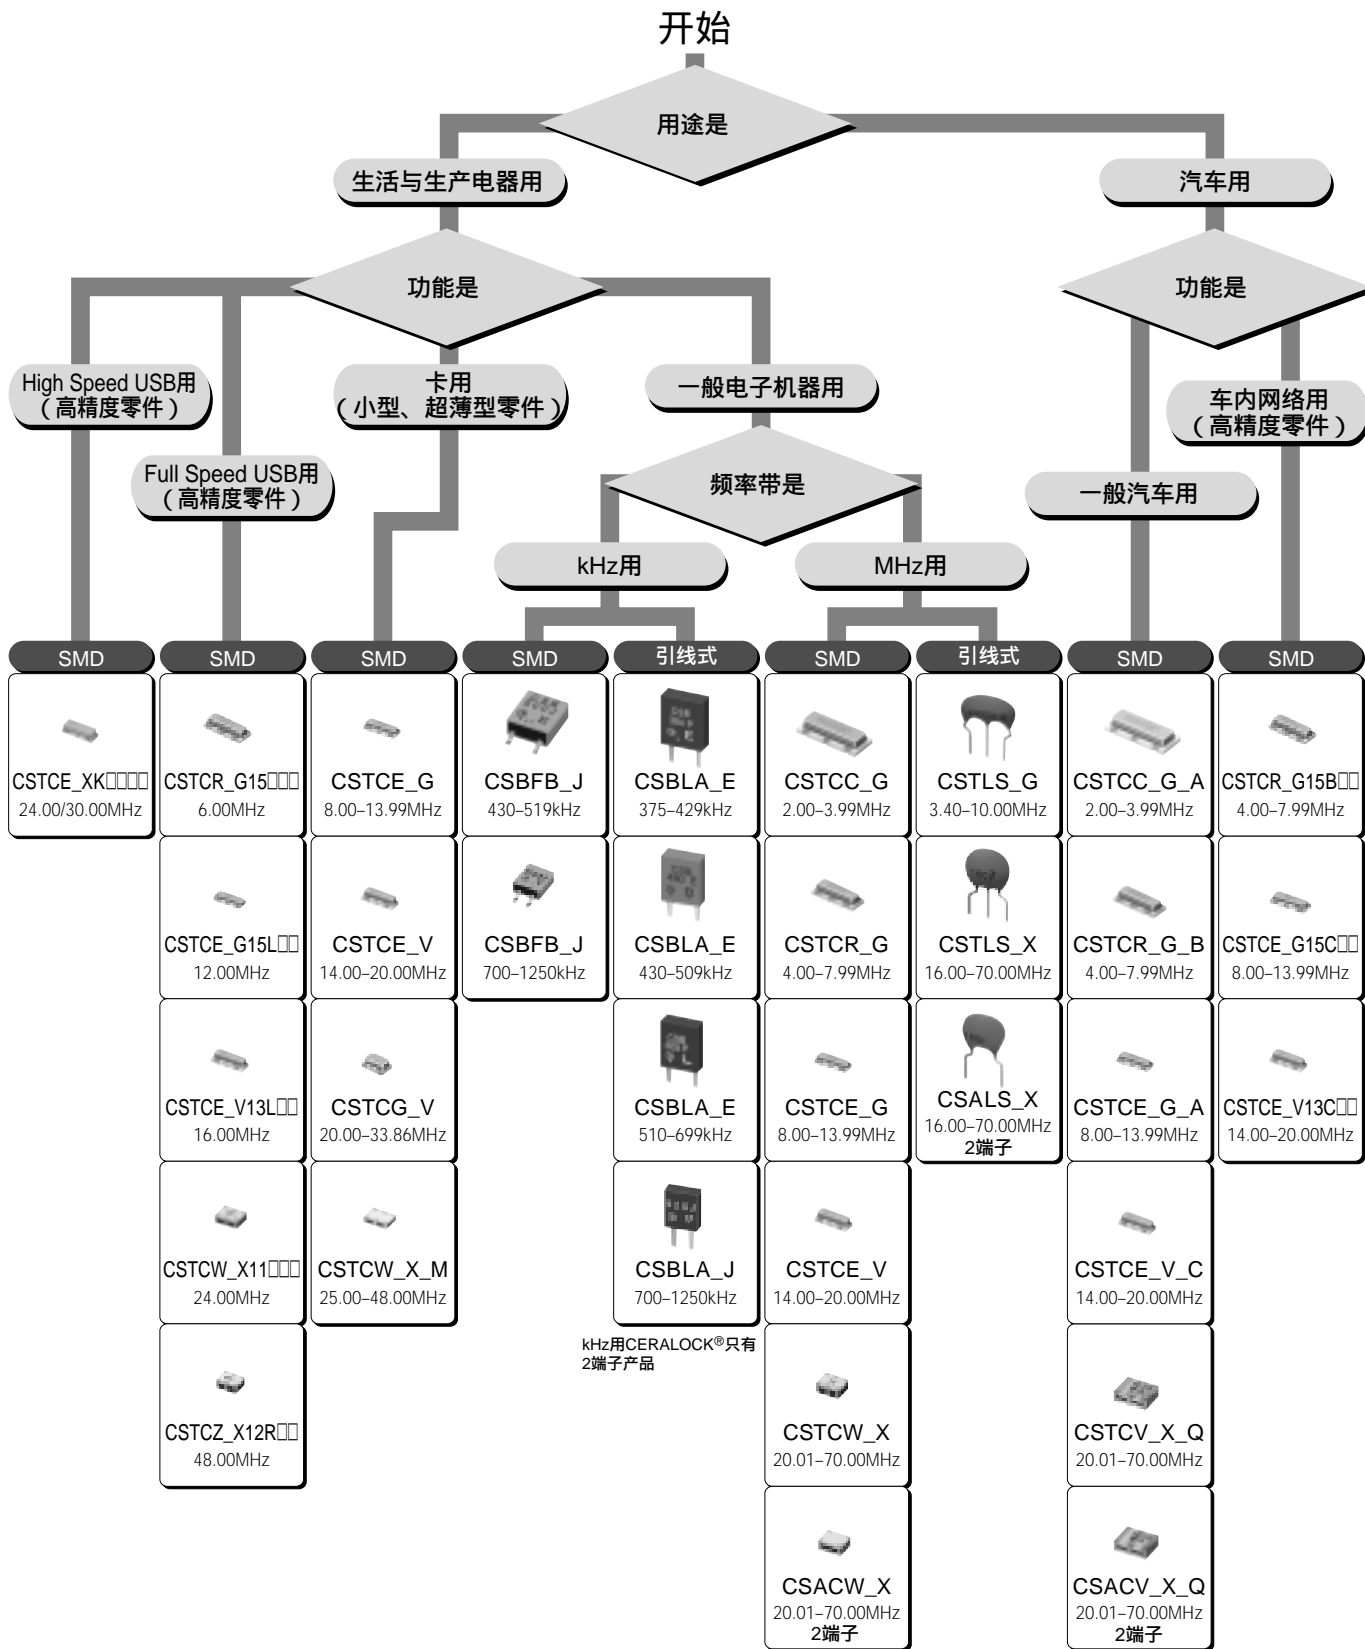 开始
用途是
生活与生产电器用
汽车用
功能是
功能是
High Speed USB用
（高精度零件）
卡用
（小型、超薄型零件）
一般电子机器用
车内网络用
（高精度零件）
Full Speed USB用
（高精度零件）
频率带是
一般汽车用
kHz用
MHz用
SMD
SMD
SMD
SMD
引线式
SMD
引线式
SMD
SMD
CSTCE_XK□□□□
24.00/30.00MHz
CSTCR_G15□□□
6.00MHz
CSTCE_G
8.00–13.99MHz
CSBFB_J
430–519kHz
CSBLA_E
375–429kHz
CSTCC_G
2.00–3.99MHz
CSTLS_G
3.40–10.00MHz
CSTCC_G_A
2.00–3.99MHz
CSTCR_G15B□□
4.00–7.99MHz
CSTCE_G15L□□
12.00MHz
CSTCE_V
14.00–20.00MHz
CSBFB_J
700–1250kHz
CSBLA_E
430–509kHz
CSTCR_G
4.00–7.99MHz
CSTLS_X
16.00–70.00MHz
CSTCR_G_B
4.00–7.99MHz
CSTCE_G15C□□
8.00–13.99MHz
CSTCE_V13L□□
16.00MHz
CSTCG_V
20.00–33.86MHz
CSBLA_E
510–699kHz
CSTCE_G
8.00–13.99MHz
CSALS_X
16.00–70.00MHz
2端子
CSTCE_G_A
8.00–13.99MHz
CSTCE_V13C□□
14.00–20.00MHz
CSTCW_X11□□□
24.00MHz
CSTCW_X_M
25.00–48.00MHz
CSBLA_J
700–1250kHz
CSTCE_V
14.00–20.00MHz
CSTCE_V_C
14.00–20.00MHz
kHz用CERALOCK®只有
2端子产品
CSTCZ_X12R□□
48.00MHz
CSTCW_X
20.01–70.00MHz
CSTCV_X_Q
20.01–70.00MHz
CSACW_X
20.01–70.00MHz
2端子
CSACV_X_Q
20.01–70.00MHz
2端子